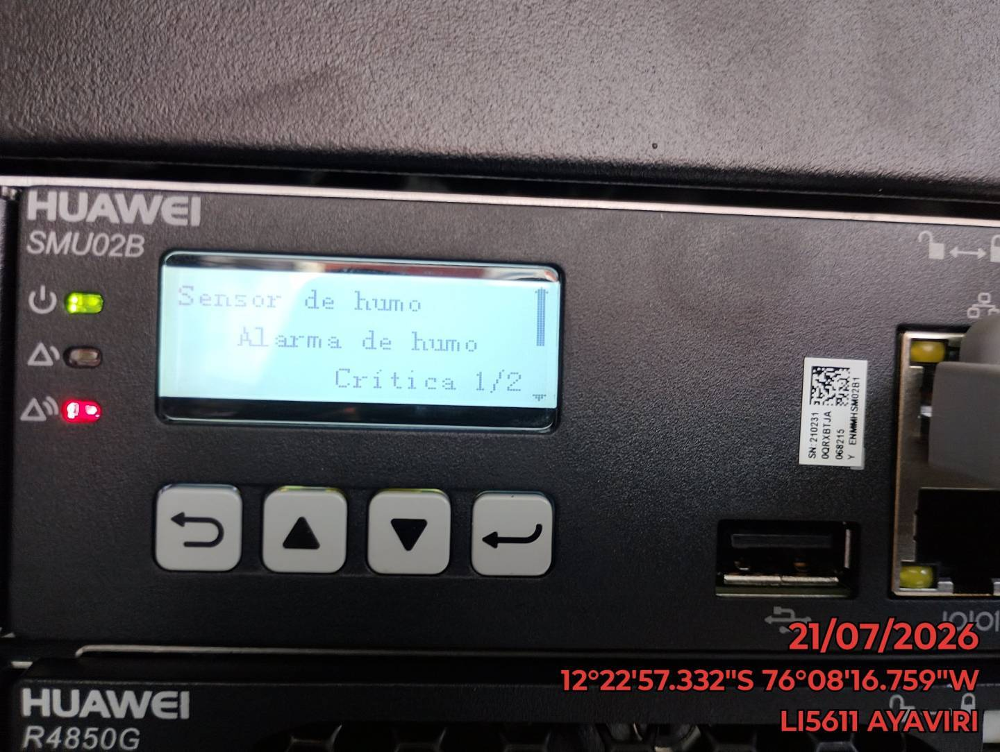 HUAWEI
SMU02B
Sensor de humo
Alarma de humo
Crítica 1/2
SN:210231
0QRXBTJA
068215
Y ENMMHSM02B1
HUAWEI
R4850G
21/07/2026
12°22'57.332"S 76°08'16.759"W
LI5611 AYAVIRI